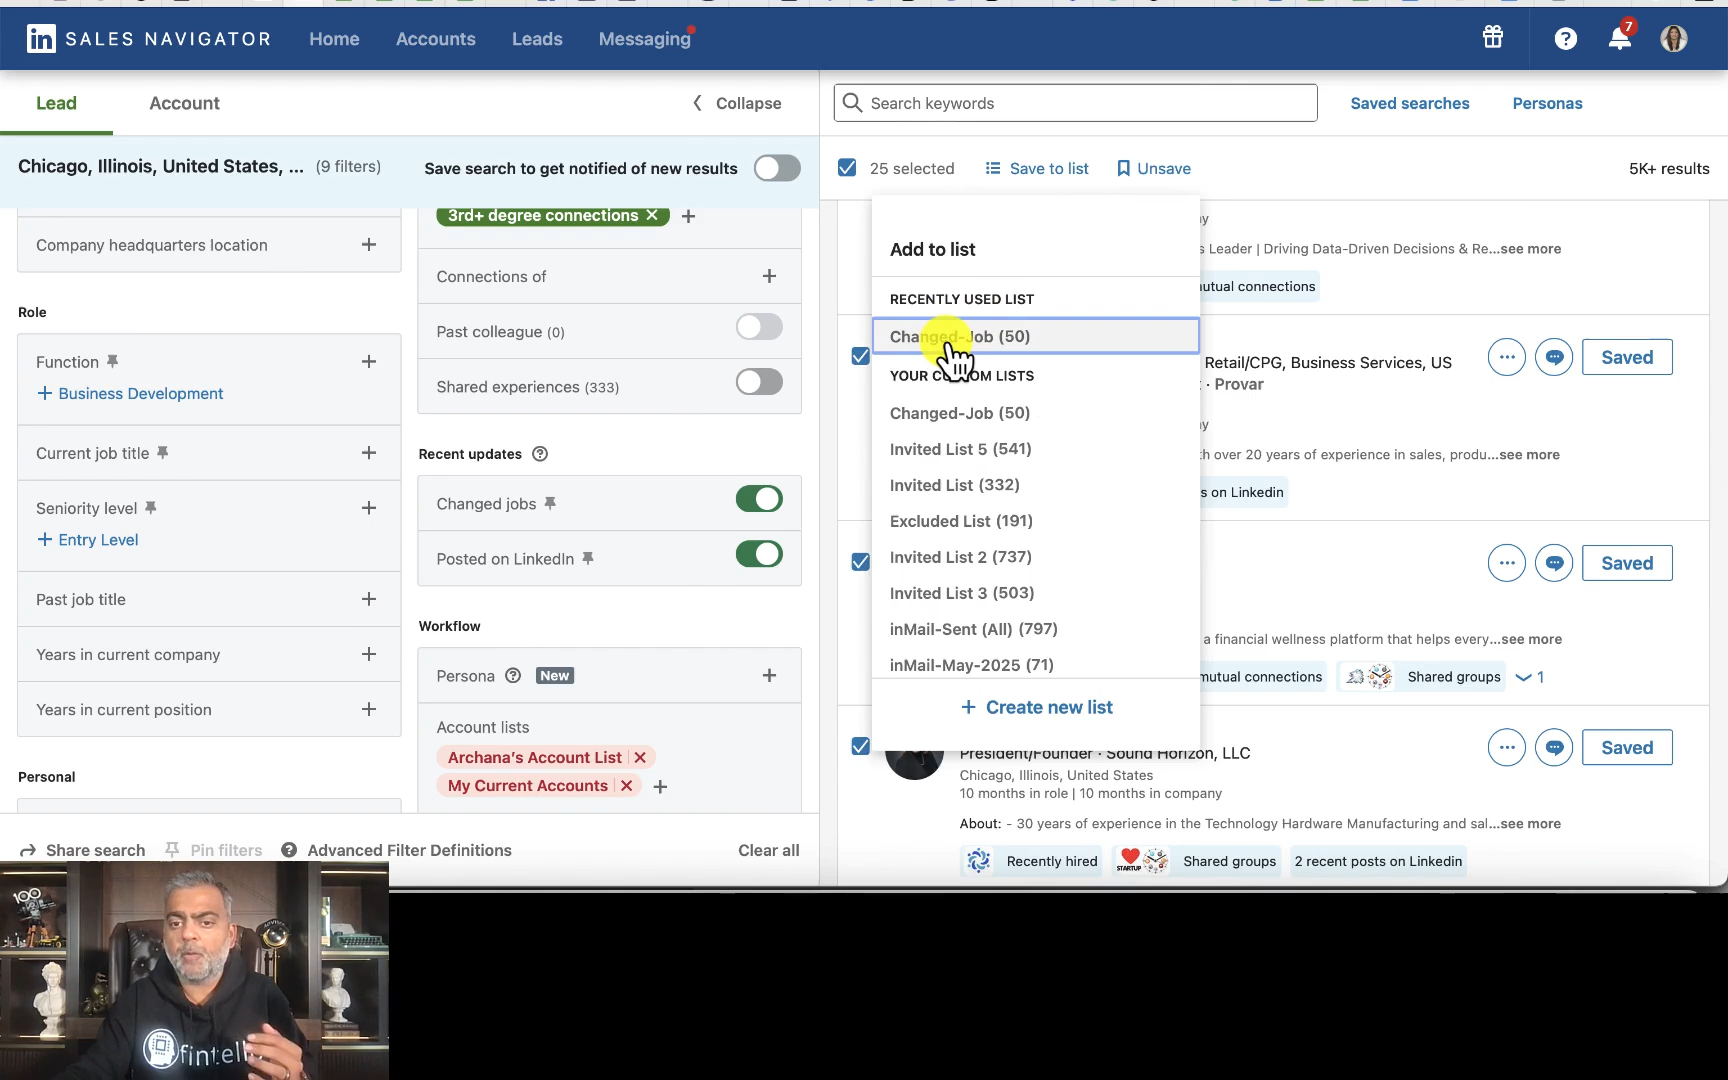 in SALES NAVIGATOR
Home
Accounts
Leads
Messaging
7
Lead
Account
Collapse
Search keywords
Saved searches
Personas
Chicago, Illinois, United States, ... (9 filters)
Save search to get notified of new results
25 selected
Save to list
Unsave
5K+ results
Company headquarters location
Role
Function
+ Business Development
Current job title
Seniority level
+ Entry Level
Past job title
Years in current company
Years in current position
Personal
3rd+ degree connections
Connections of
Past colleague (0)
Shared experiences (333)
Recent updates
Changed jobs
Posted on LinkedIn
Workflow
Persona
New
Account lists
Archana's Account List
My Current Accounts
Share search
Pin filters
Advanced Filter Definitions
Clear all
Add to list
RECENTLY USED LIST
Changed-Job (50)
YOUR CUSTOM LISTS
Changed-Job (50)
Invited List 5 (541)
Invited List (332)
Excluded List (191)
Invited List 2 (737)
Invited List 3 (503)
inMail-Sent (All) (797)
inMail-May-2025 (71)
+ Create new list
Leader | Driving Data-Driven Decisions & Re...see more
mutual connections
Retail/CPG, Business Services, US
· Provar
Saved
over 20 years of experience in sales, produ...see more
on Linkedin
Saved
a financial wellness platform that helps every...see more
mutual connections
Shared groups
1
President/Founder · Sound Horizon, LLC
Saved
Chicago, Illinois, United States
10 months in role | 10 months in company
About: - 30 years of experience in the Technology Hardware Manufacturing and sal...see more
Recently hired
STARTUP
Shared groups
2 recent posts on Linkedin
100
ADVISOR
fintell